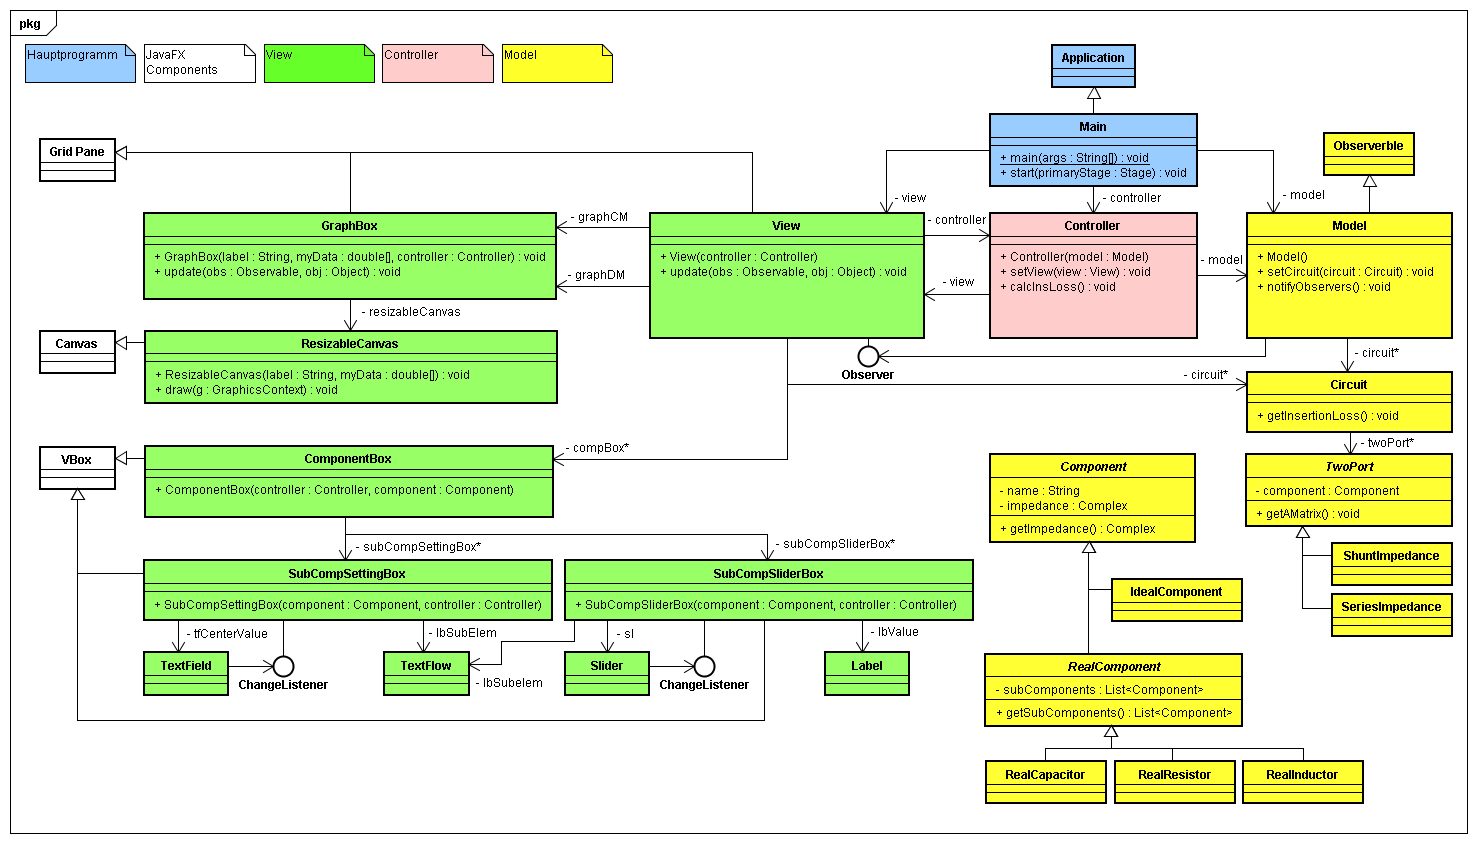 pkg
Hauptprogramm
JavaFX
Components
View
Controller
Model
Application
Main
+ main(args : String[]) : void
+ start(primaryStage : Stage) : void
Observerble
Grid Pane
- view
- controller
- model
GraphBox
+ GraphBox(label : String, myData : double[], controller : Controller) : void
+ update(obs : Observable, obj : Object) : void
- graphCM
- graphDM
View
+ View(controller : Controller)
+ update(obs : Observable, obj : Object) : void
- controller
- view
Controller
+ Controller(model : Model)
+ setView(view : View) : void
+ calcInsLoss() : void
- model
Model
+ Model()
+ setCircuit(circuit : Circuit) : void
+ notifyObservers() : void
- resizableCanvas
Canvas
ResizableCanvas
+ ResizableCanvas(label : String, myData : double[]) : void
+ draw(g : GraphicsContext) : void
Observer
- circuit*
- circuit*
Circuit
+ getInsertionLoss() : void
- twoPort*
VBox
ComponentBox
+ ComponentBox(controller : Controller, component : Component)
- compBox*
Component
- name : String
- impedance : Complex
+ getImpedance() : Complex
TwoPort
- component : Component
+ getAMatrix() : void
- subCompSettingBox*
- subCompSliderBox*
SubCompSettingBox
+ SubCompSettingBox(component : Component, controller : Controller)
SubCompSliderBox
+ SubCompSliderBox(component : Component, controller : Controller)
ShuntImpedance
IdealComponent
SeriesImpedance
- tfCenterValue
- lbSubElem
- sl
- lbValue
TextField
ChangeListener
TextFlow
- lbSubelem
Slider
ChangeListener
Label
RealComponent
- subComponents : List<Component>
+ getSubComponents() : List<Component>
RealCapacitor
RealResistor
RealInductor